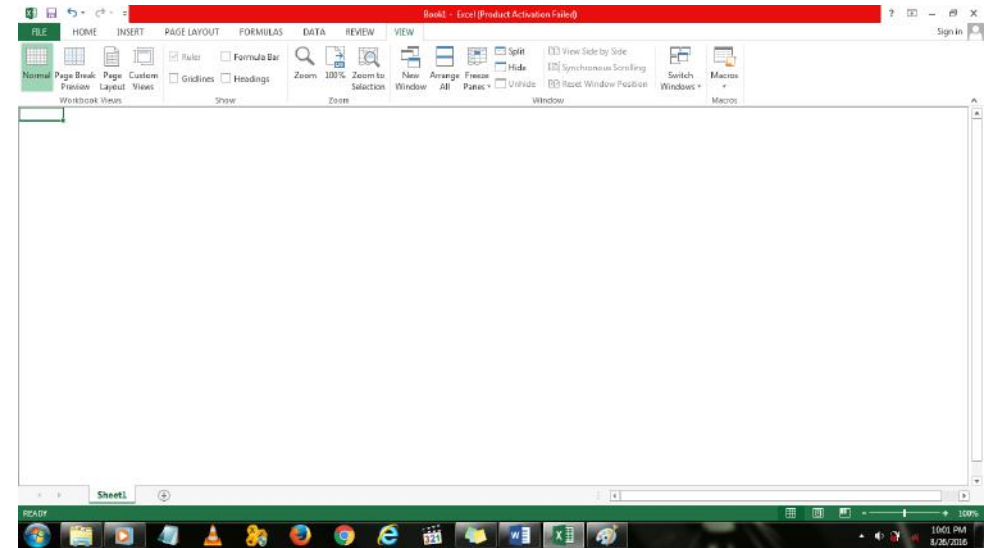 Book1 - Excel (Product Activation Failed)
?
FILE HOME INSERT PAGE LAYOUT FORMULAS DATA REVIEW VIEW Sign in
Normal Page Break Preview Page Layout Custom Views
Workbook Views
Ruler Formula Bar
Gridlines Headings
Show
Zoom 100% Zoom to Selection
Zoom
New Window Arrange All Freeze Panes
Split
Hide
Unhide
View Side by Side
Synchronous Scrolling
Reset Window Position
Switch Windows
Window
Macros
Macros
Sheet1
READY 100%
10:01 PM
8/26/2016